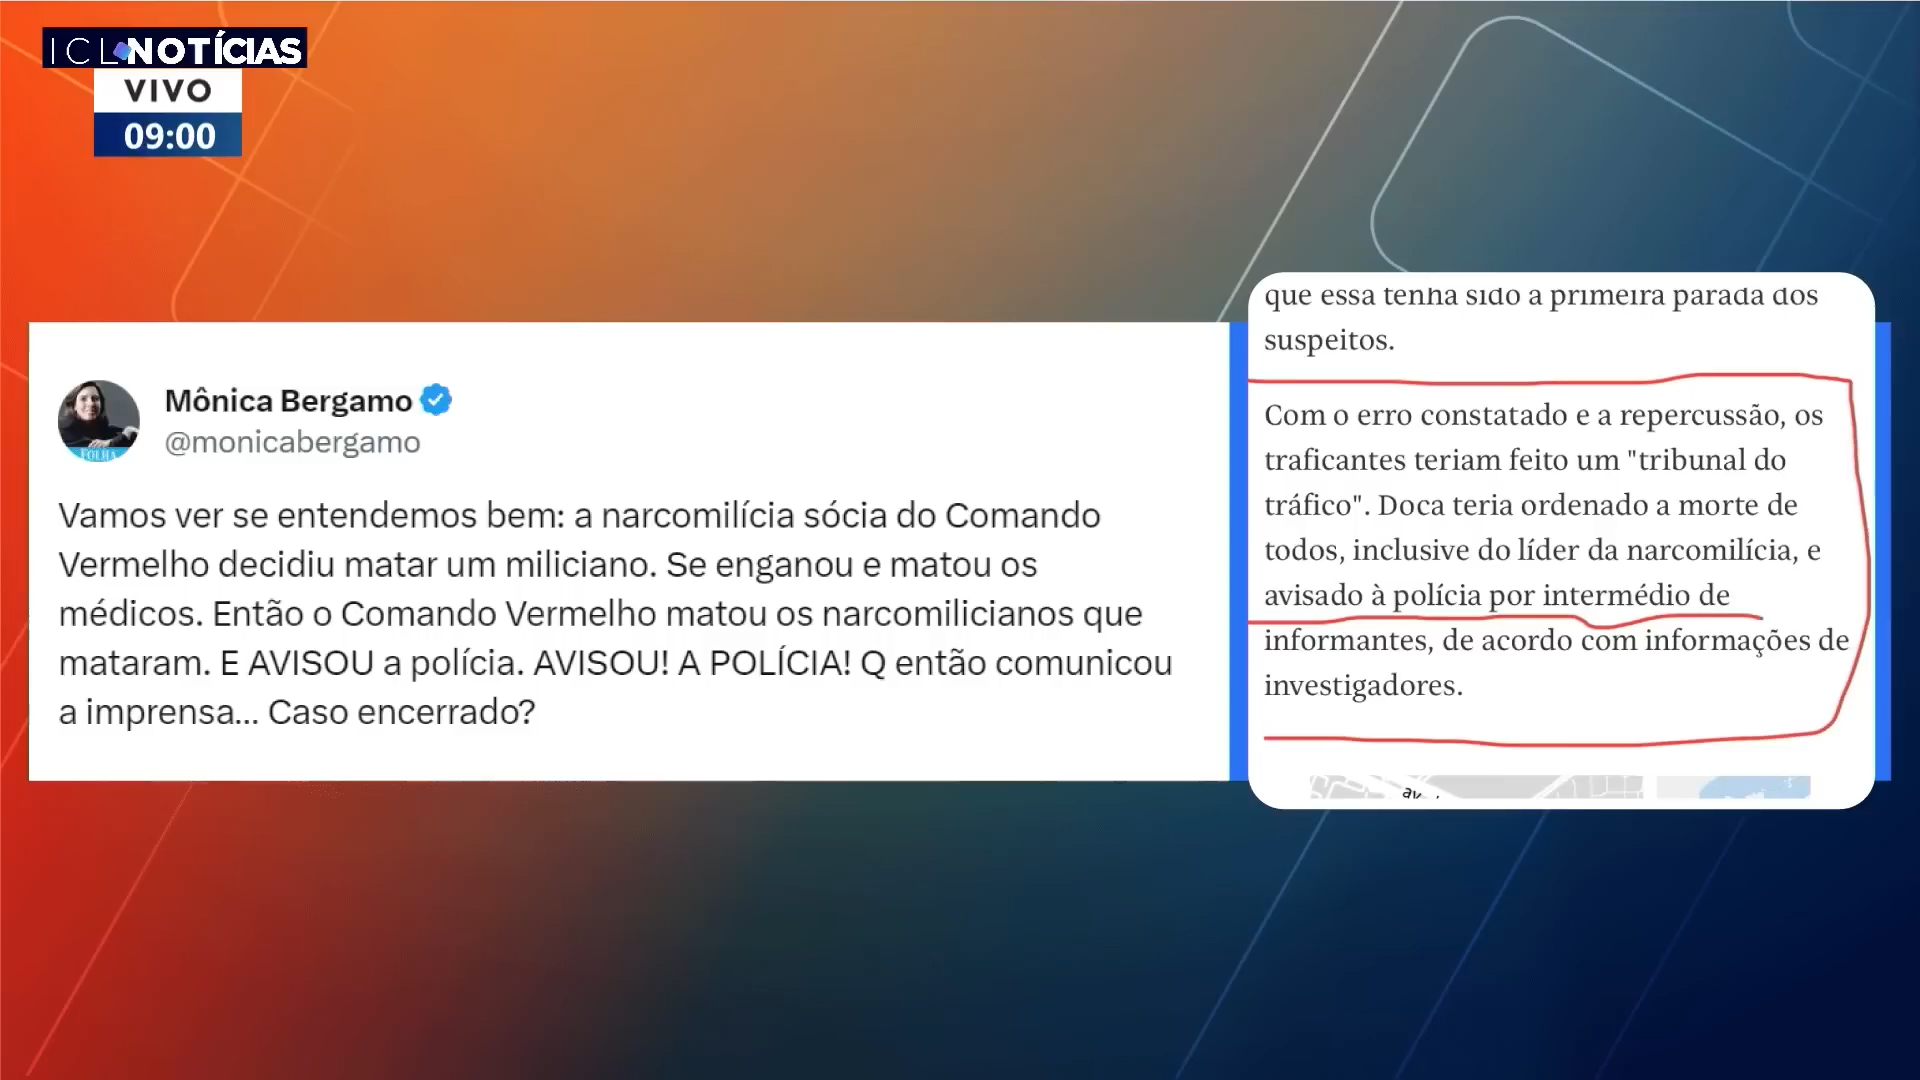 ICL NOTÍCIAS
VIVO
09:00
Mônica Bergamo
@monicabergamo
FOLHA
Vamos ver se entendemos bem: a narcomilícia sócia do Comando
Vermelho decidiu matar um miliciano. Se enganou e matou os
médicos. Então o Comando Vermelho matou os narcomilicianos que
mataram. E AVISOU a polícia. AVISOU! A POLÍCIA! Q então comunicou
a imprensa... Caso encerrado?
que essa tenha sido a primeira parada dos
suspeitos.
Com o erro constatado e a repercussão, os
traficantes teriam feito um "tribunal do
tráfico". Doca teria ordenado a morte de
todos, inclusive do líder da narcomilícia, e
avisado à polícia por intermédio de
informantes, de acordo com informações de
investigadores.